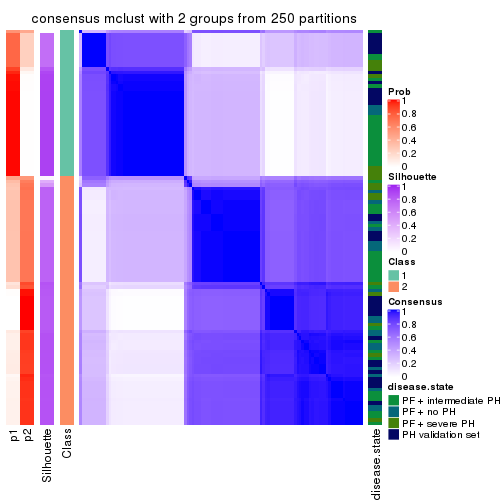 consensus mclust with 2 groups from 250 partitions
Prob
1
0.8
0.6
0.4
0.2
0
Silhouette
1
0.8
0.6
0.4
0.2
0
Class
1
2
Consensus
1
0.8
0.6
0.4
0.2
0
disease.state
PF + intermediate PH
PF + no PH
PF + severe PH
PH validation set
p1
p2
Silhouette
Class
disease.state